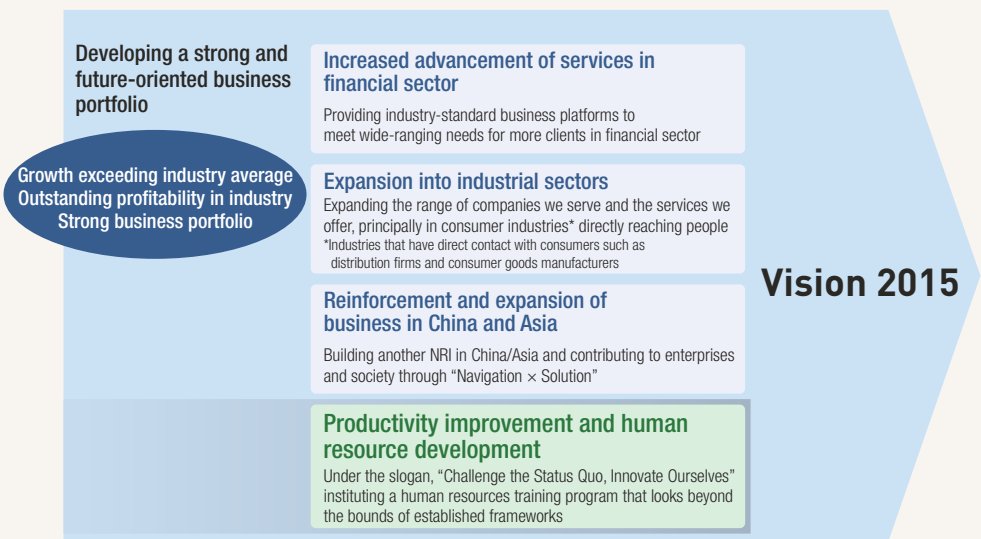 Developing a strong and
future-oriented business
portfolio
Growth exceeding industry average
Outstanding profitability in industry
Strong business portfolio
Increased advancement of services in
financial sector
Providing industry-standard business platforms to
meet wide-ranging needs for more clients in financial sector
Expansion into industrial sectors
Expanding the range of companies we serve and the services we
offer, principally in consumer industries* directly reaching people
*Industries that have direct contact with consumers such as
distribution firms and consumer goods manufacturers
Reinforcement and expansion of
business in China and Asia
Building another NRI in China/Asia and contributing to enterprises
and society through “Navigation × Solution”
Productivity improvement and human
resource development
Under the slogan, “Challenge the Status Quo, Innovate Ourselves”
instituting a human resources training program that looks beyond
the bounds of established frameworks
Vision 2015